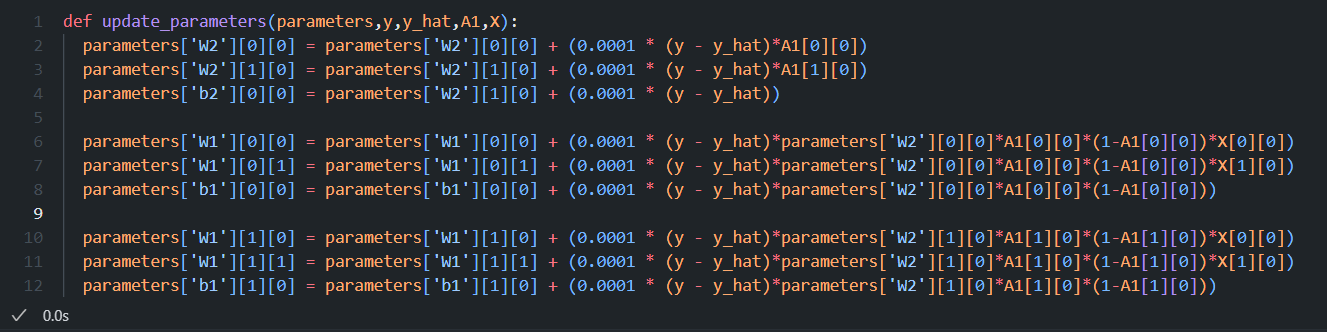 1 def update_parameters(parameters,y,y_hat,A1,X):
2 parameters['W2'][0][0] = parameters['W2'][0][0] + (0.0001 * (y - y_hat)*A1[0][0])
3 parameters['W2'][1][0] = parameters['W2'][1][0] + (0.0001 * (y - y_hat)*A1[1][0])
4 parameters['b2'][0][0] = parameters['W2'][1][0] + (0.0001 * (y - y_hat))
5
6 parameters['W1'][0][0] = parameters['W1'][0][0] + (0.0001 * (y - y_hat)*parameters['W2'][0][0]*A1[0][0]*(1-A1[0][0])*X[0][0])
7 parameters['W1'][0][1] = parameters['W1'][0][1] + (0.0001 * (y - y_hat)*parameters['W2'][0][0]*A1[0][0]*(1-A1[0][0])*X[1][0])
8 parameters['b1'][0][0] = parameters['b1'][0][0] + (0.0001 * (y - y_hat)*parameters['W2'][0][0]*A1[0][0]*(1-A1[0][0]))
9
10 parameters['W1'][1][0] = parameters['W1'][1][0] + (0.0001 * (y - y_hat)*parameters['W2'][1][0]*A1[1][0]*(1-A1[1][0])*X[0][0])
11 parameters['W1'][1][1] = parameters['W1'][1][1] + (0.0001 * (y - y_hat)*parameters['W2'][1][0]*A1[1][0]*(1-A1[1][0])*X[1][0])
12 parameters['b1'][1][0] = parameters['b1'][1][0] + (0.0001 * (y - y_hat)*parameters['W2'][1][0]*A1[1][0]*(1-A1[1][0]))
✓ 0.0s